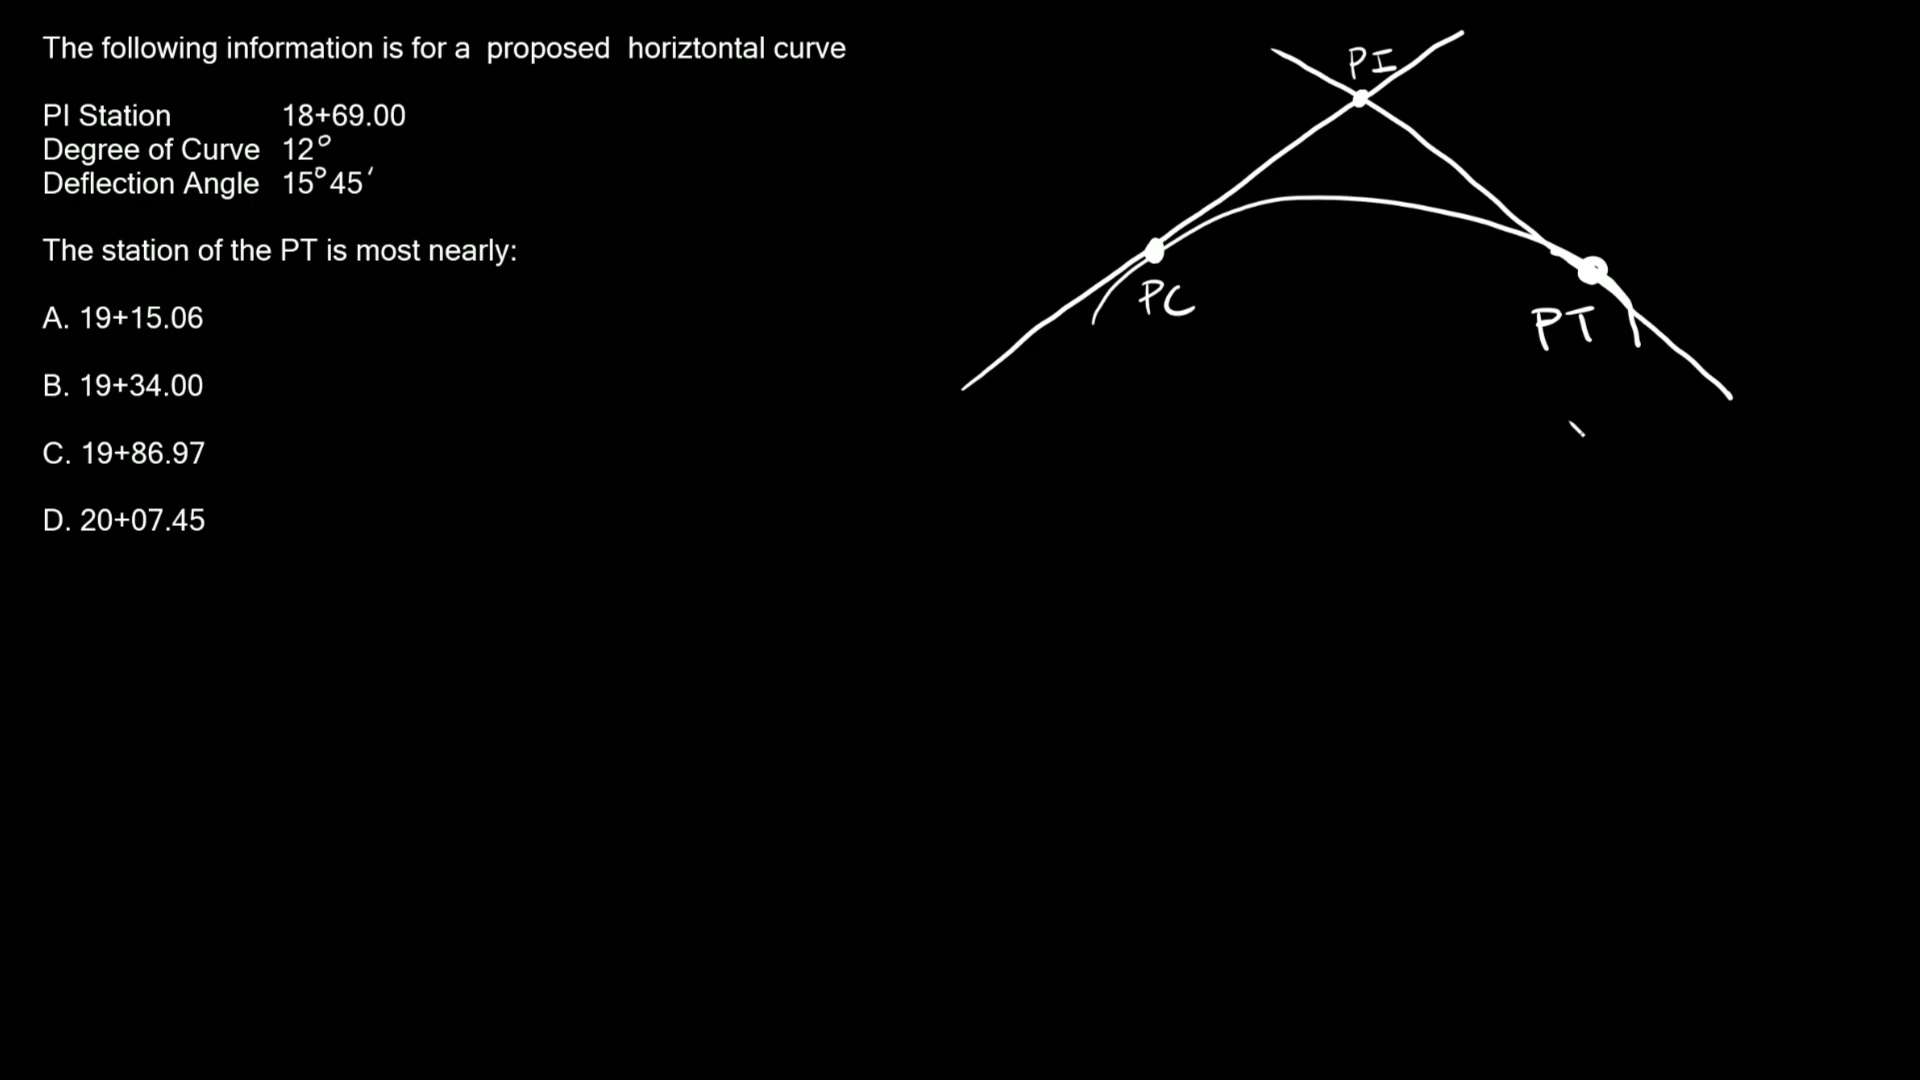 The following information is for a proposed horiztontal curve
PI Station 18+69.00
Degree of Curve 12°
Deflection Angle 15°45′
The station of the PT is most nearly:
A. 19+15.06
B. 19+34.00
C. 19+86.97
D. 20+07.45
PI
PC
PT